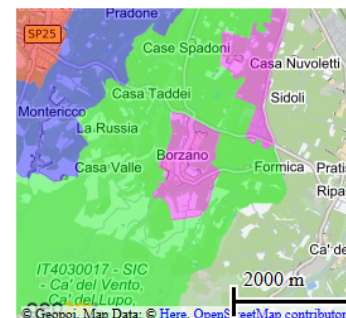 Pradone
SP25
Case Spadoni
Casa Nuvoletti
Casa Taddei
Sidoli
Montericco
La Russia
Borzano
Casa Valle
Formica
Pratis
Ripa
Ca' de
IT4030017 - SIC
- Ca' del Vento,
Ca' del Lupo,
2000 m
© Geopoi, Map Data: © Here, OpenStreetMap contributor